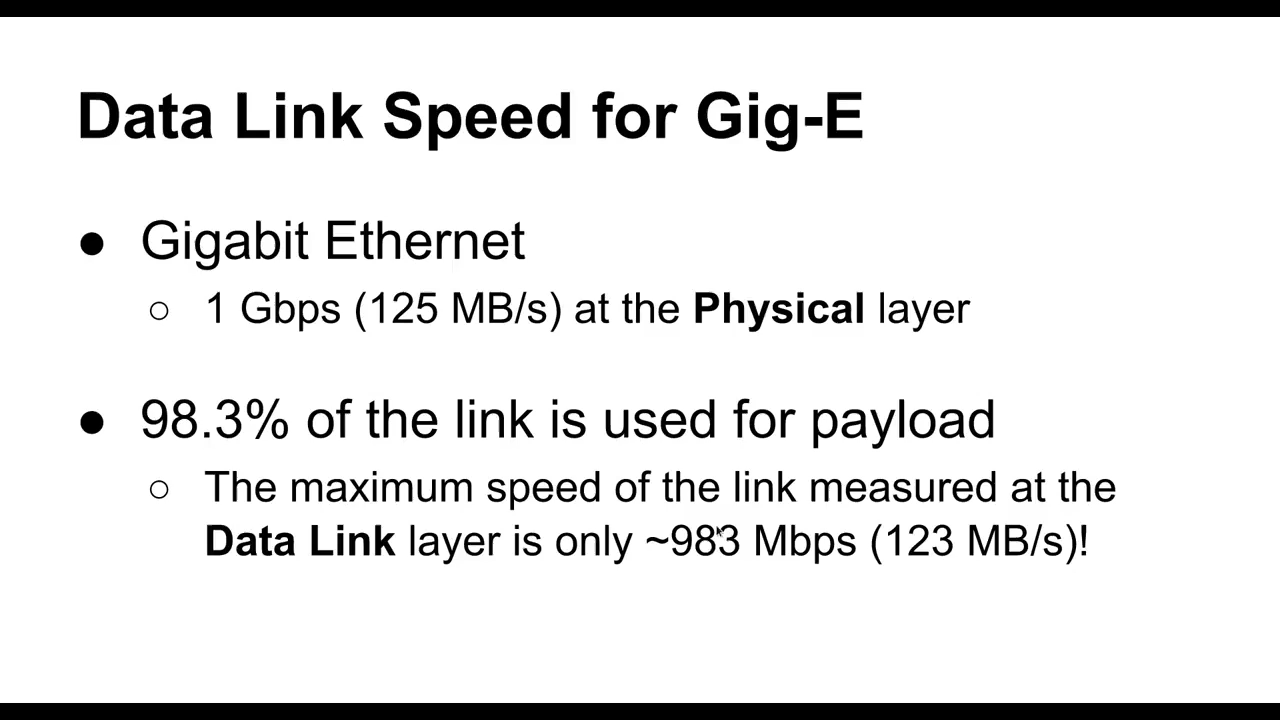 Data Link Speed for Gig-E
● Gigabit Ethernet
○ 1 Gbps (125 MB/s) at the Physical layer
● 98.3% of the link is used for payload
○ The maximum speed of the link measured at the
Data Link layer is only ~983 Mbps (123 MB/s)!